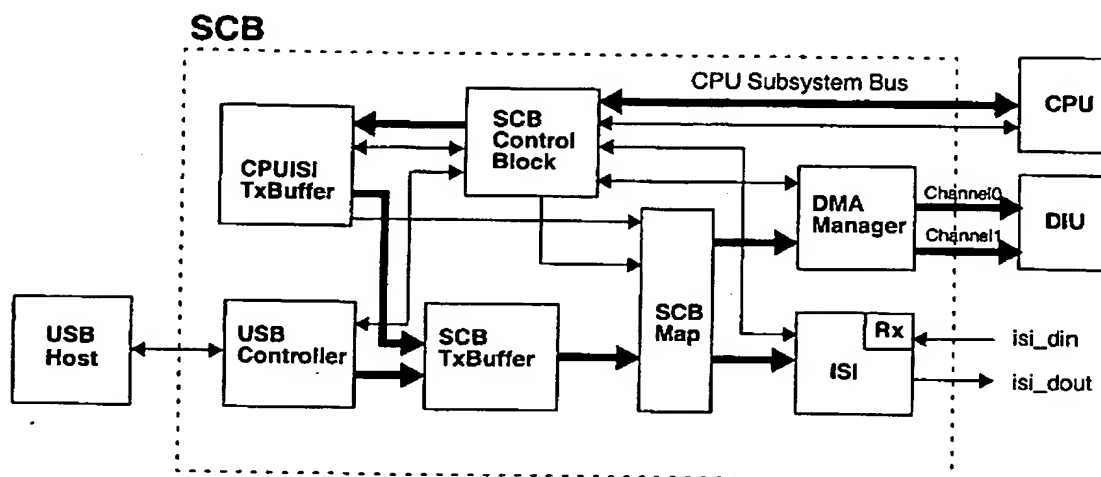 SCB
CPU Subsystem Bus
CPU
SCB
Control
Block
CPUISI
TxBuffer
DMA
Manager
Channel0
Channel1
DIU
SCB
Map
USB
Host
USB
Controller
SCB
TxBuffer
Rx
ISI
isi_din
isi_dout